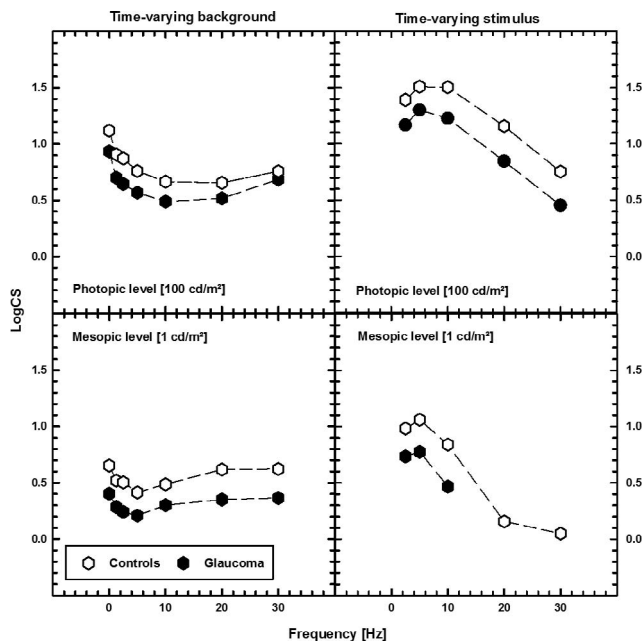 Time-varying background
Time-varying stimulus
1.5
1.0
0.5
0.0
Photopic level [100 cd/m²]
Photopic level [100 cd/m²]
1.5
1.0
0.5
0.0
LogCS
Mesopic level [1 cd/m²]
Mesopic level [1 cd/m²]
1.5
1.0
0.5
0.0
Controls Glaucoma
1.5
1.0
0.5
0.0
0 10 20 30
0 10 20 30
Frequency [Hz]